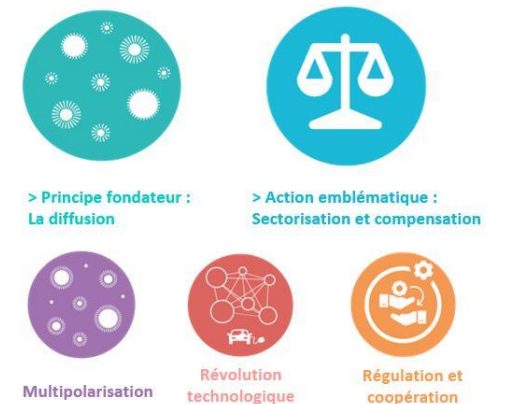 > Principe fondateur :
La diffusion
> Action emblématique :
Sectorisation et compensation
Multipolarisation
Révolution
technologique
Régulation et
coopération